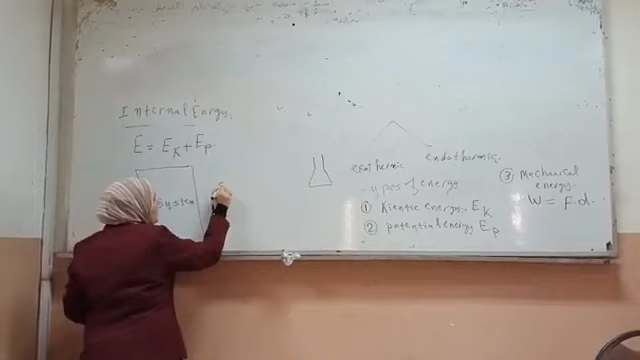 Internal Energy
E = EK + EP
System
exothermic endothermic
Types of energy
① Kientic energy. EK
② potential energy EP
③ Mechanical
energy.
W = F.d.